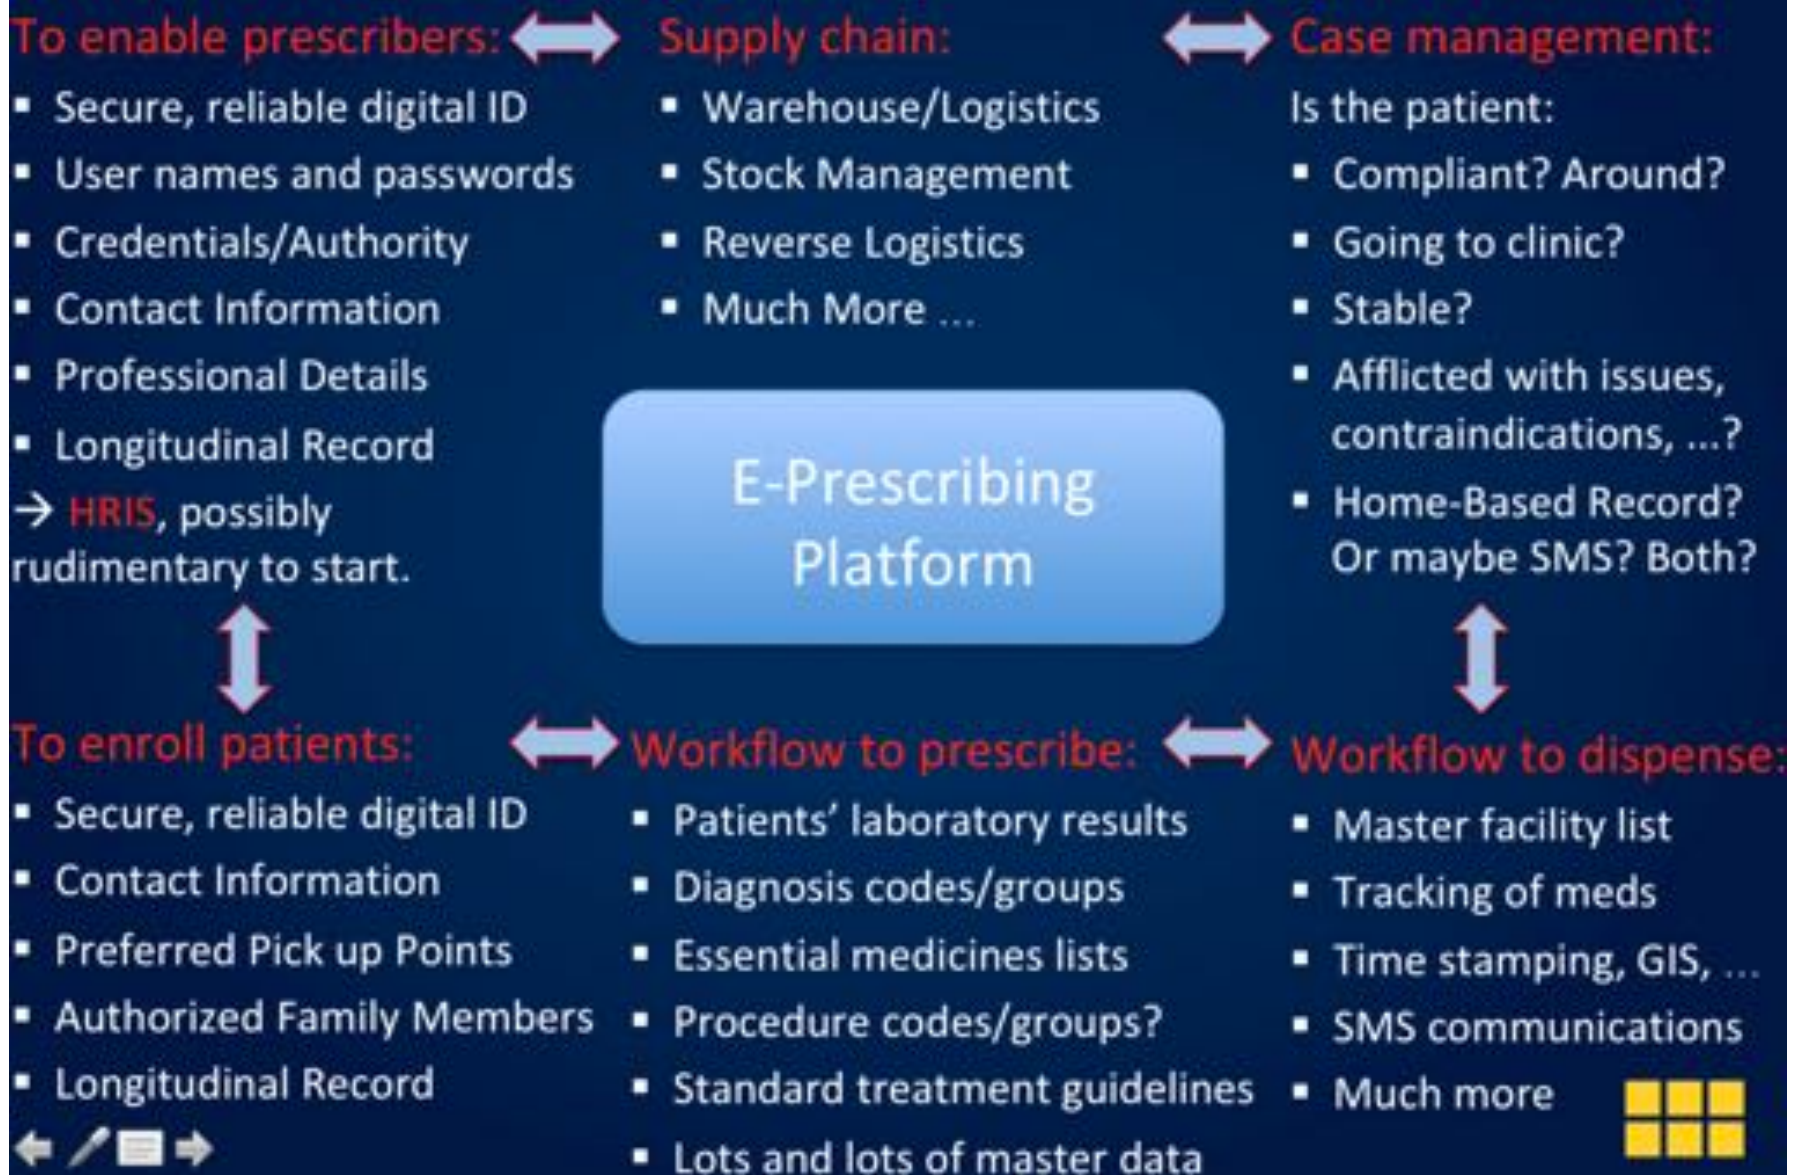 To enable prescribers:
▪ Secure, reliable digital ID
▪ User names and passwords
▪ Credentials/Authority
▪ Contact Information
▪ Professional Details
▪ Longitudinal Record
→ HRIS, possibly
rudimentary to start.
Supply chain:
▪ Warehouse/Logistics
▪ Stock Management
▪ Reverse Logistics
▪ Much More ...
Case management:
Is the patient:
▪ Compliant? Around?
▪ Going to clinic?
▪ Stable?
▪ Afflicted with issues,
contraindications, ...?
▪ Home-Based Record?
Or maybe SMS? Both?
E-Prescribing
Platform
To enroll patients:
▪ Secure, reliable digital ID
▪ Contact Information
▪ Preferred Pick up Points
▪ Authorized Family Members
▪ Longitudinal Record
Workflow to prescribe:
▪ Patients’ laboratory results
▪ Diagnosis codes/groups
▪ Essential medicines lists
▪ Procedure codes/groups?
▪ Standard treatment guidelines
▪ Lots and lots of master data
Workflow to dispense:
▪ Master facility list
▪ Tracking of meds
▪ Time stamping, GIS, ...
▪ SMS communications
▪ Much more